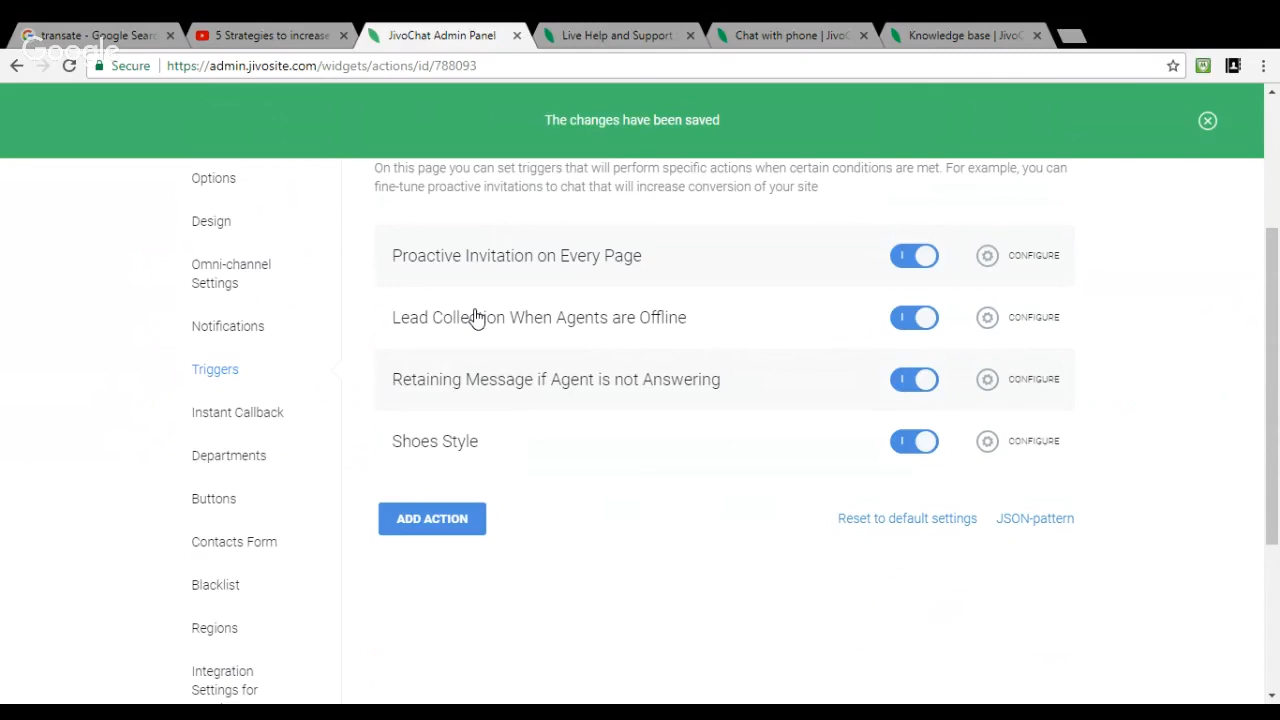 transate - Google Searc
5 Strategies to increase
JivoChat Admin Panel
Live Help and Support
Chat with phone | JivoC
Knowledge base | JivoC
Google
Secure
https://admin.jivosite.com/widgets/actions/id/788093
The changes have been saved
On this page you can set triggers that will perform specific actions when certain conditions are met. For example, you can
fine-tune proactive invitations to chat that will increase conversion of your site
Options
Design
Omni-channel
Settings
Notifications
Triggers
Instant Callback
Departments
Buttons
Contacts Form
Blacklist
Regions
Integration
Settings for
Proactive Invitation on Every Page
CONFIGURE
Lead Collection When Agents are Offline
CONFIGURE
Retaining Message if Agent is not Answering
CONFIGURE
Shoes Style
CONFIGURE
ADD ACTION
Reset to default settings
JSON-pattern